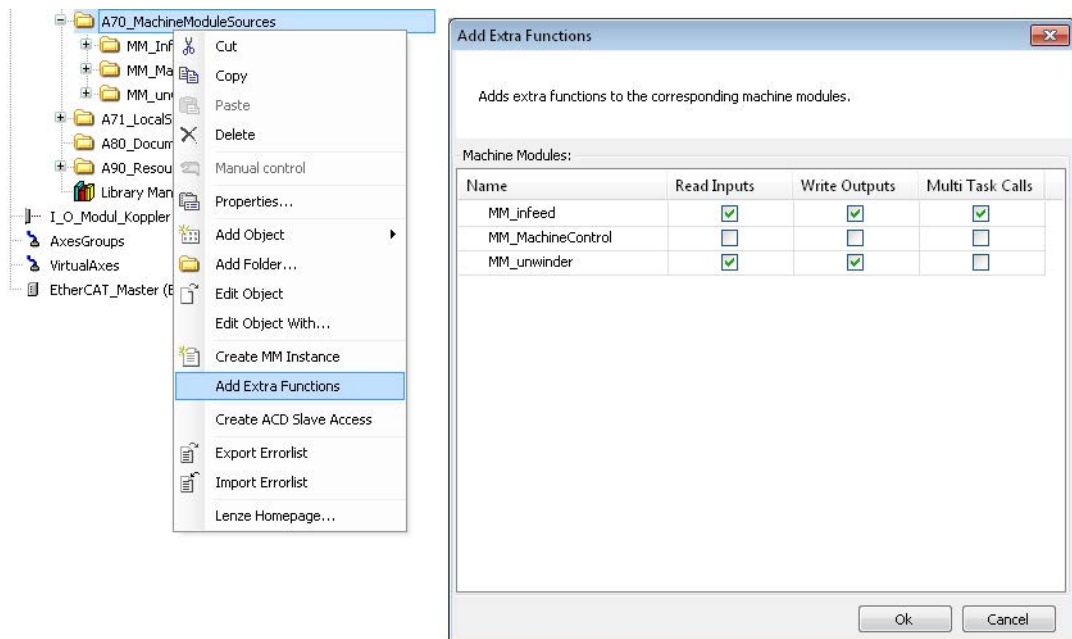 A70_MachineModuleSources
MM_Inf
MM_Ma
MM_un
A71_LocalS
A80_Docum
A90_Resou
Library Man
I_O_Modul_Koppler
AxesGroups
VirtualAxes
EtherCAT_Master (E
Cut
Copy
Paste
Delete
Manual control
Properties...
Add Object
Add Folder...
Edit Object
Edit Object With...
Create MM Instance
Add Extra Functions
Create ACD Slave Access
Export Errorlist
Import Errorlist
Lenze Homepage...
Add Extra Functions
Adds extra functions to the corresponding machine modules.
Machine Modules:
Name Read Inputs Write Outputs Multi Task Calls
MM_infeed
MM_MachineControl
MM_unwinder
Ok Cancel